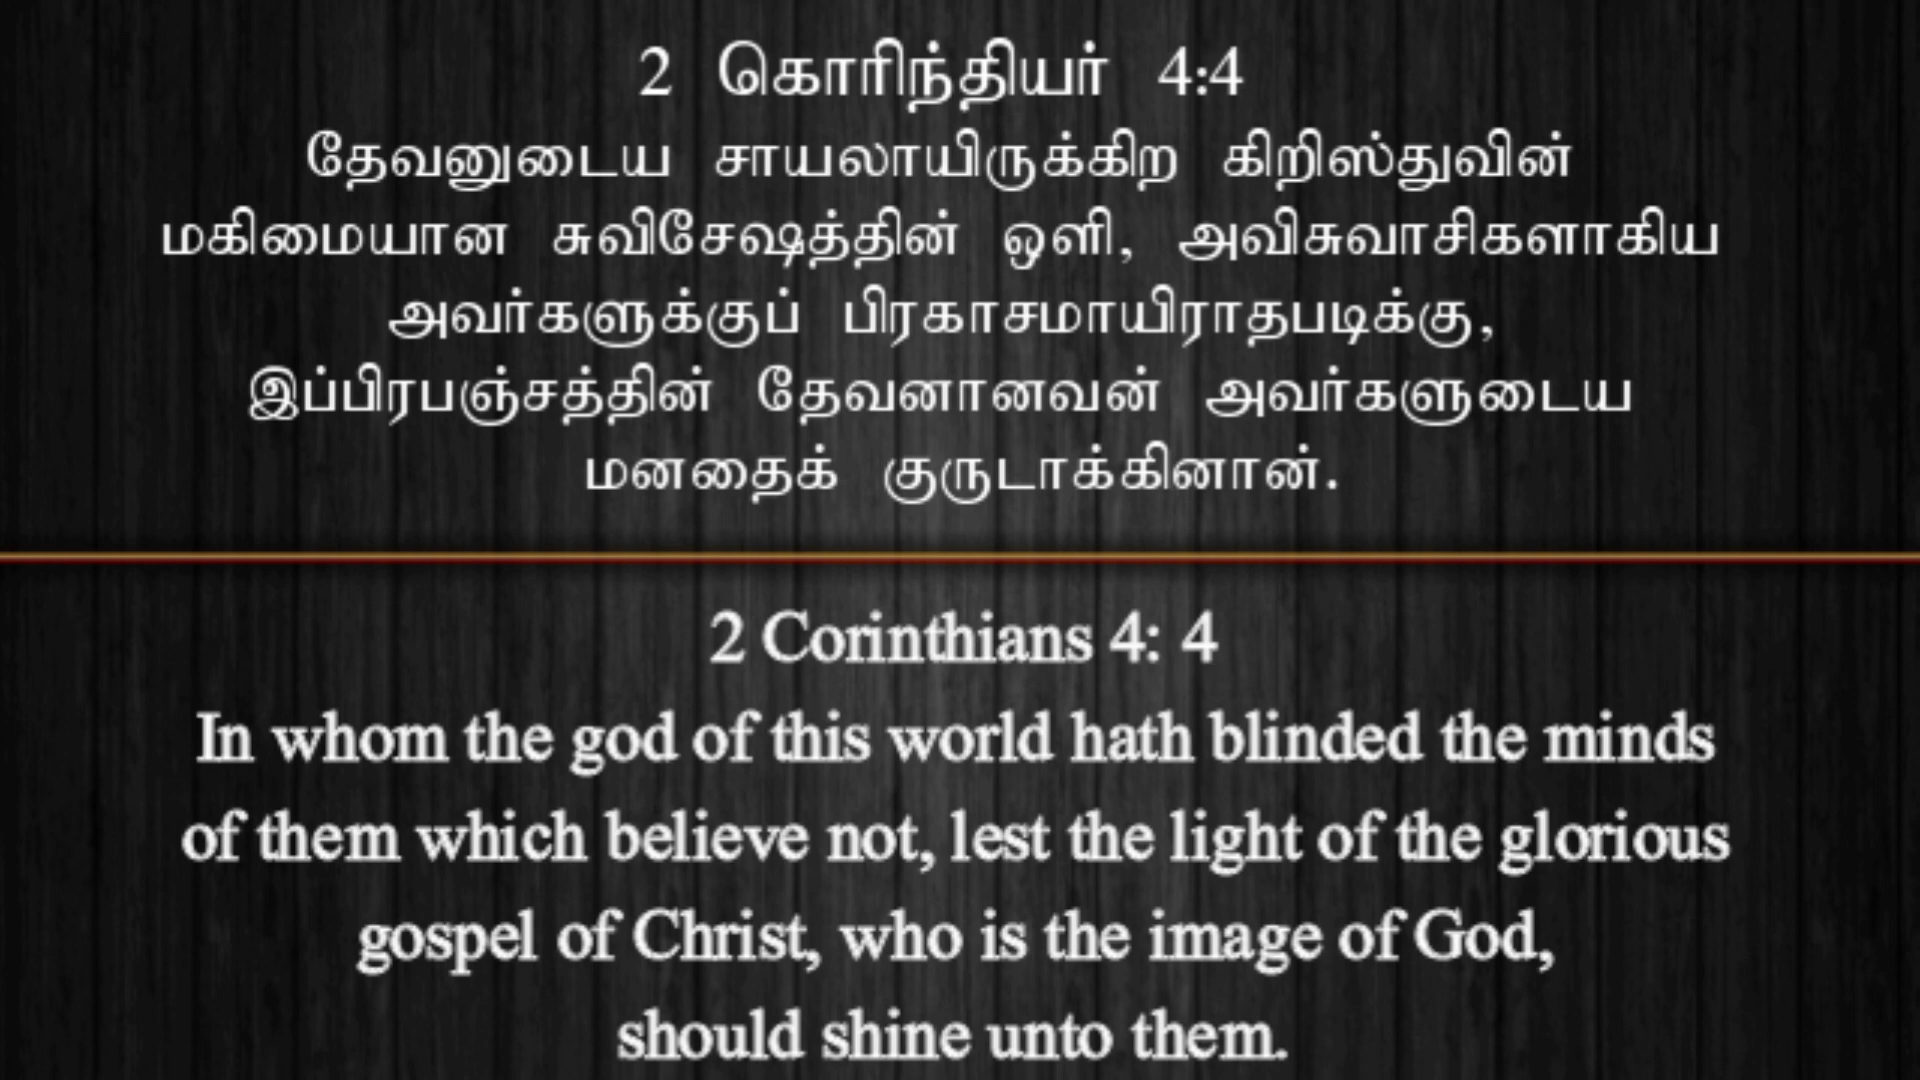 2 கொரிந்தியர் 4:4
தேவனுடைய சாயலாயிருக்கிற கிறிஸ்துவின்
மகிமையான சுவிசேஷத்தின் ஒளி, அவிசுவாசிகளாகிய
அவர்களுக்குப் பிரகாசமாயிராதபடிக்கு,
இப்பிரபஞ்சத்தின் தேவனானவன் அவர்களுடைய
மனதைக் குருடாக்கினான்.
2 Corinthians 4: 4
In whom the god of this world hath blinded the minds
of them which believe not, lest the light of the glorious
gospel of Christ, who is the image of God,
should shine unto them.